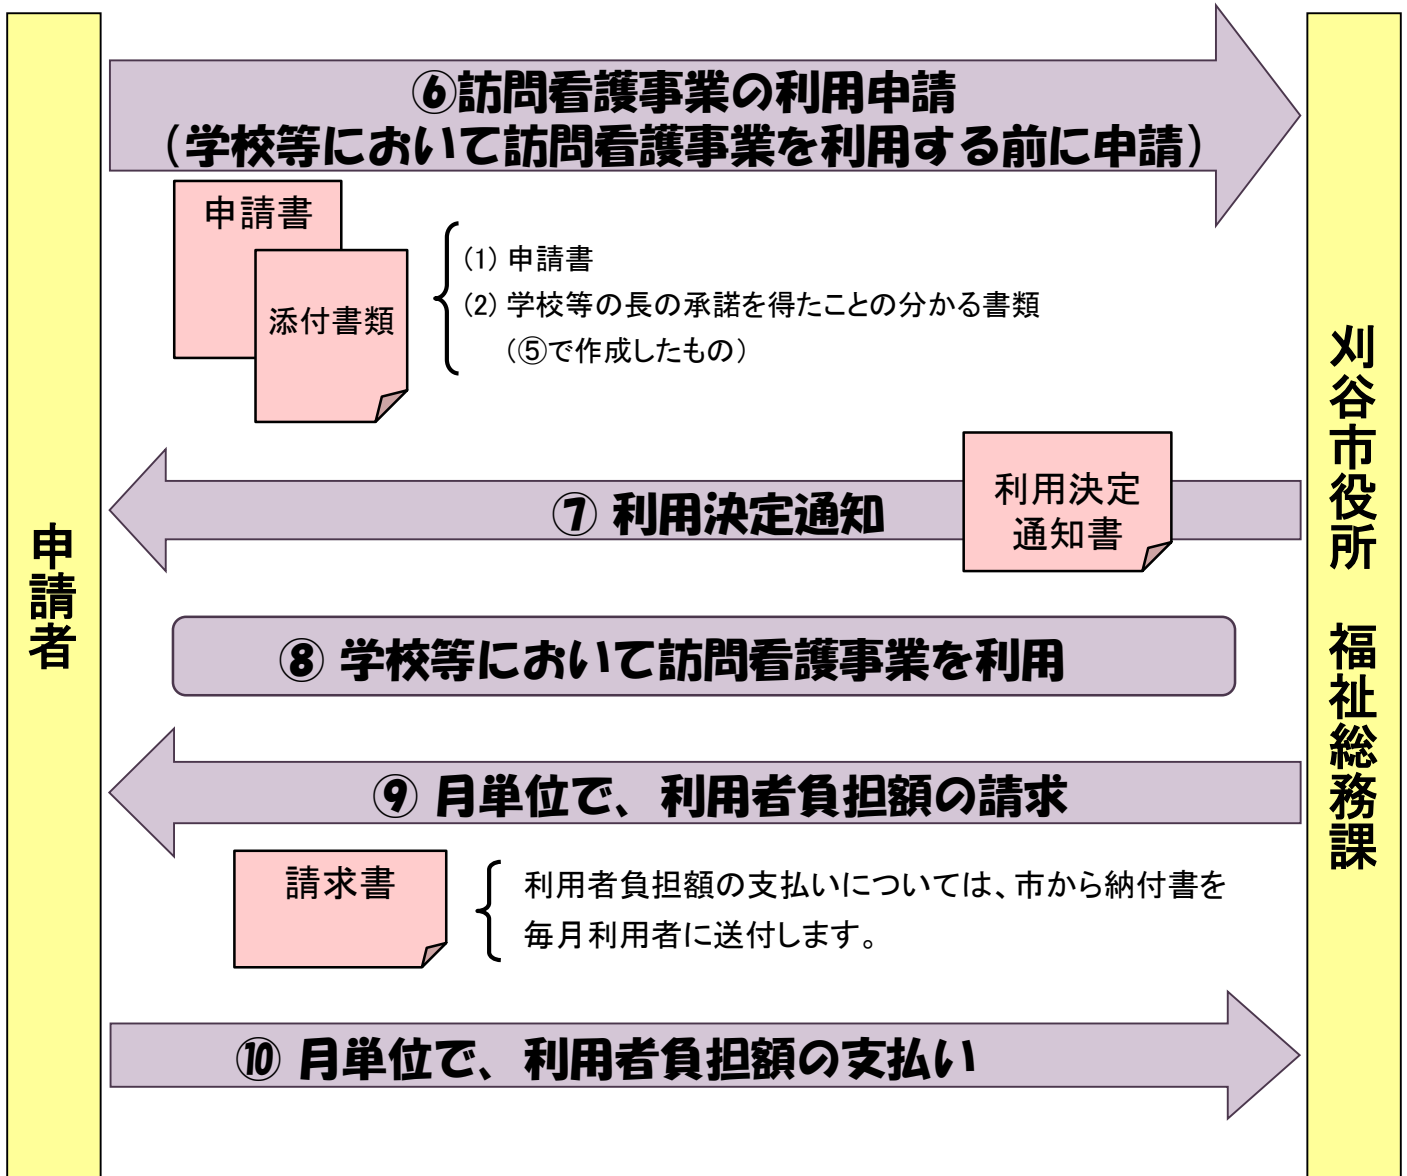 ⑥訪問看護事業の利用申請
（学校等において訪問看護事業を利用する前に申請）
申請書
添付書類
(1) 申請書
(2) 学校等の長の承諾を得たことの分かる書類
（⑤で作成したもの）
⑦ 利用決定通知
利用決定
通知書
申請者
刈谷市役所　福祉総務課
⑧ 学校等において訪問看護事業を利用
⑨ 月単位で、利用者負担額の請求
請求書
利用者負担額の支払いについては、市から納付書を
毎月利用者に送付します。
⑩ 月単位で、利用者負担額の支払い